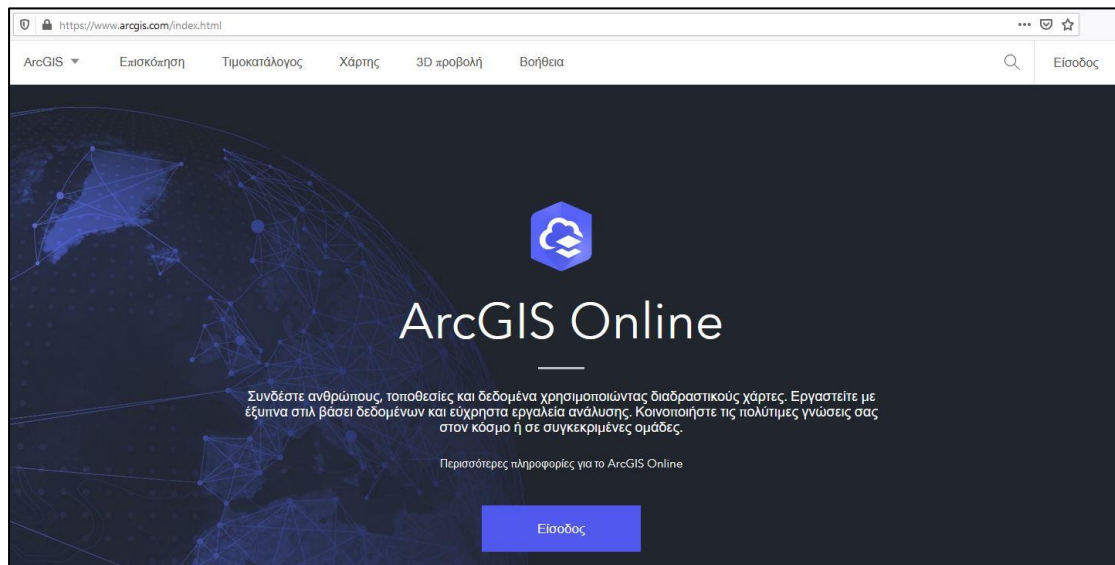 https://www.arcgis.com/index.html
ArcGIS Επισκόπηση Τιμοκατάλογος Χάρτης 3D προβολή Βοήθεια Είσοδος
ArcGIS Online
Συνδέστε ανθρώπους, τοποθεσίες και δεδομένα χρησιμοποιώντας διαδραστικούς χάρτες. Εργαστείτε με
έξυπνα στιλ βάσει δεδομένων και εύχρηστα εργαλεία ανάλυσης. Κοινοποιήστε τις πολύτιμες γνώσεις σας
στον κόσμο ή σε συγκεκριμένες ομάδες.
Περισσότερες πληροφορίες για το ArcGIS Online
Είσοδος